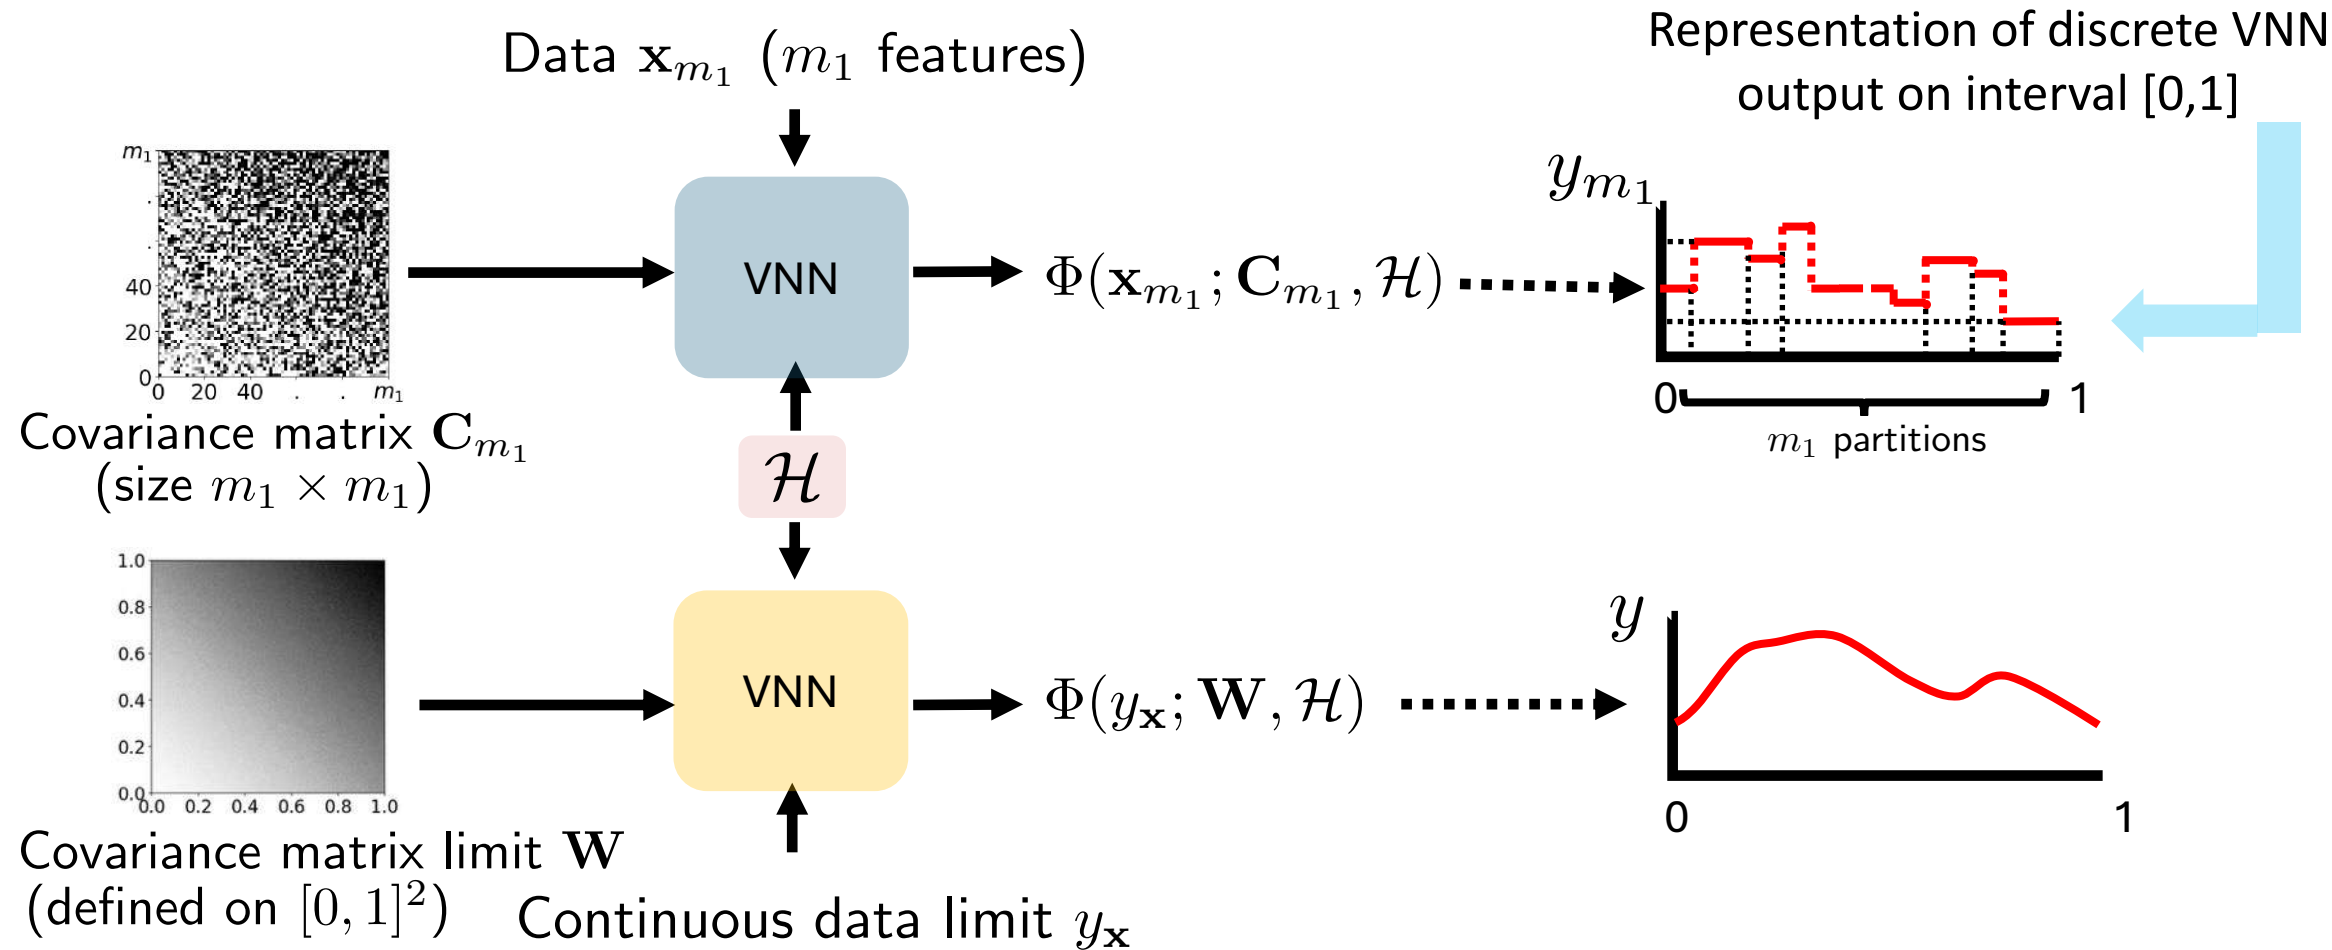 Data 𝐱_{m_1} (m_1 features)
Representation of discrete VNN
output on interval [0,1]
m_1
.
.
40
20
0
0 20 40 . . m_1
Covariance matrix 𝐂_{m_1}
(size m_1 × m_1)
VNN
Φ(𝐱_{m_1}; 𝐂_{m_1}, ℋ)
y_{m_1}
0
1
m_1 partitions
ℋ
1.0
0.8
0.6
0.4
0.2
0.0
0.0 0.2 0.4 0.6 0.8 1.0
Covariance matrix limit 𝐖
(defined on [0, 1]^2)
VNN
Φ(y_𝐱; 𝐖, ℋ)
y
0
1
Continuous data limit y_𝐱